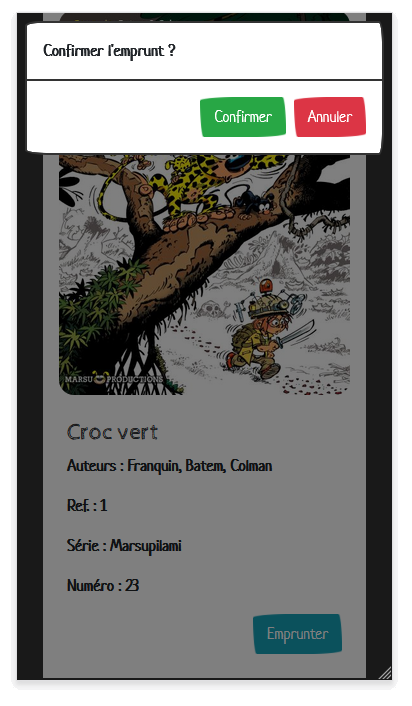 Confirmer l'emprunt ?
Confirmer Annuler
MARSU PRODUCTIONS
Croc vert
Auteurs : Franquin, Batem, Colman
Ref. : 1
Série : Marsupilami
Numéro : 23
Emprunter